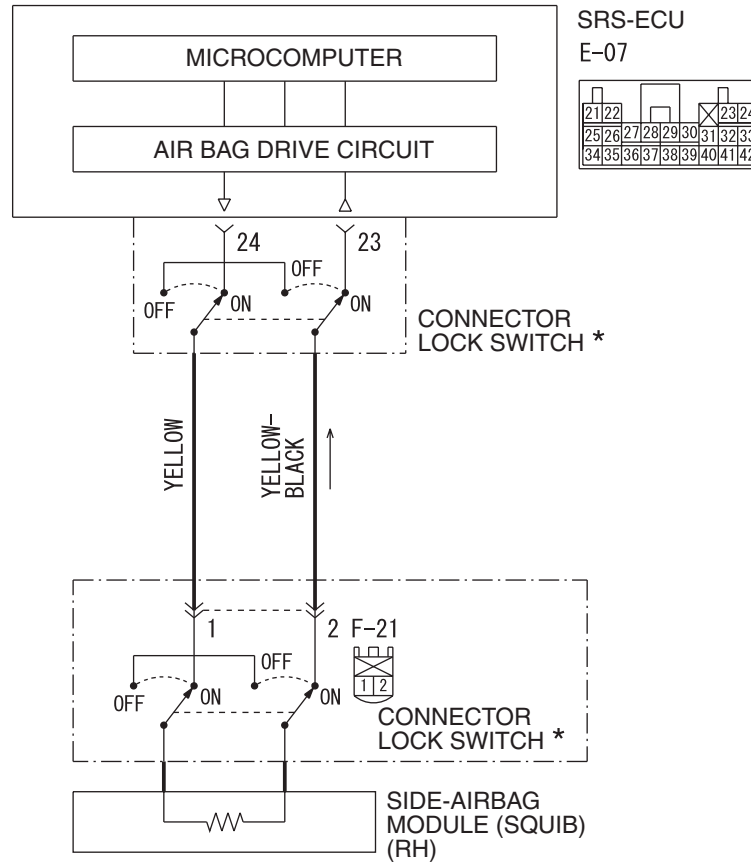 SRS-ECU
E-07
MICROCOMPUTER
AIR BAG DRIVE CIRCUIT
21 22 23 24
25 26 27 28 29 30 31 32 33
34 35 36 37 38 39 40 41 42
24 23
OFF
OFF ON ON
CONNECTOR
LOCK SWITCH *
YELLOW
YELLOW-
BLACK
1 2 F-21
OFF
1 2
OFF ON ON
CONNECTOR
LOCK SWITCH *
SIDE-AIRBAG
MODULE (SQUIB)
(RH)